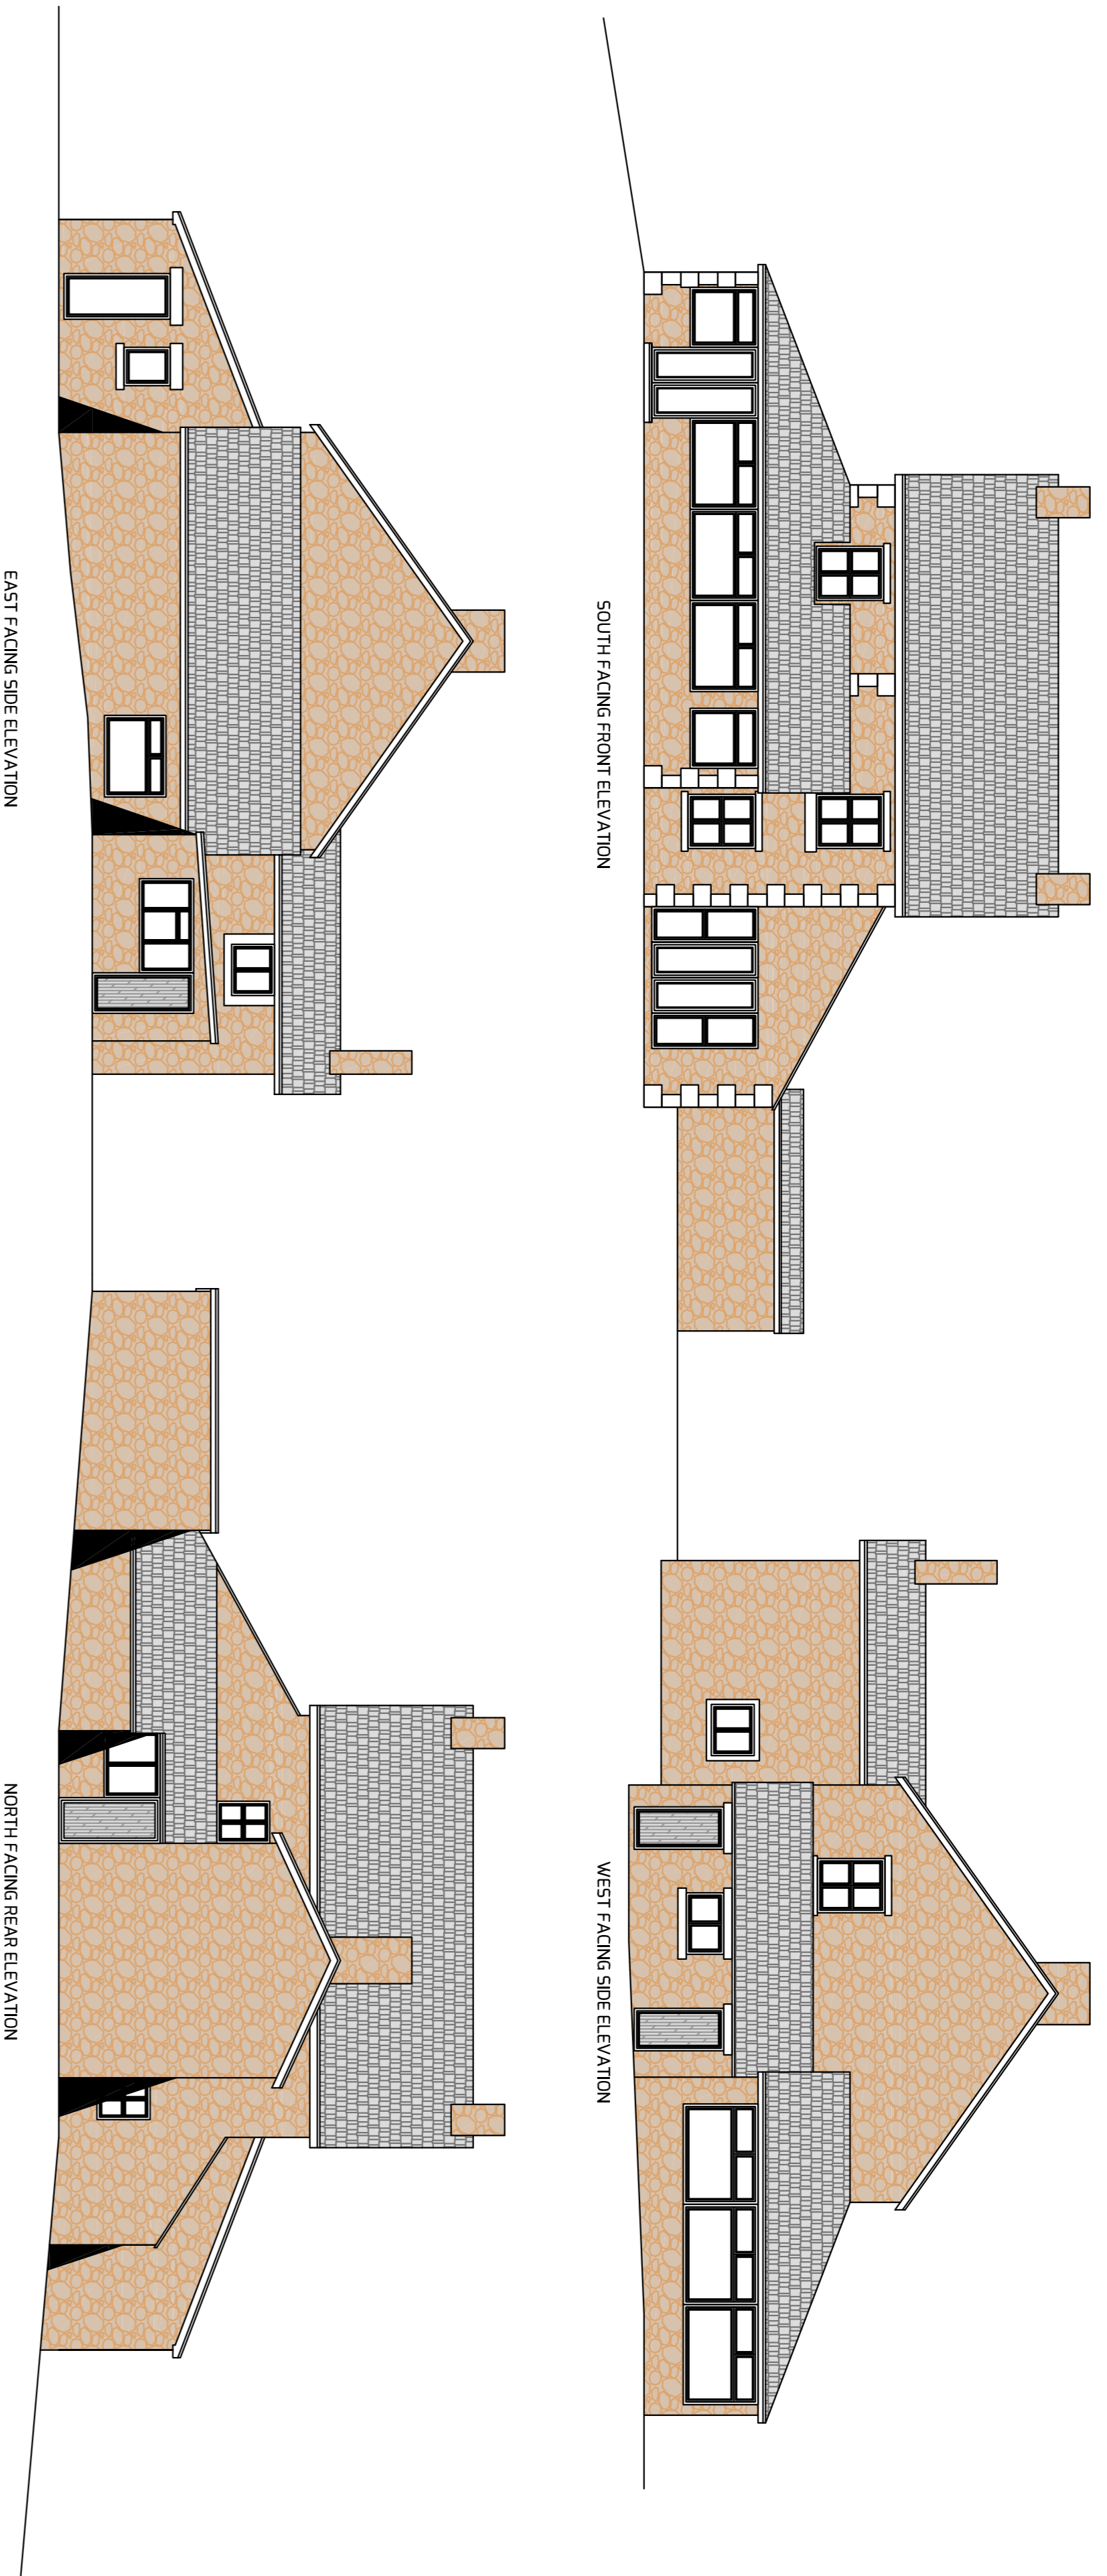 SOUTH FACING FRONT ELEVATION
WEST FACING SIDE ELEVATION
EAST FACING SIDE ELEVATION
NORTH FACING REAR ELEVATION